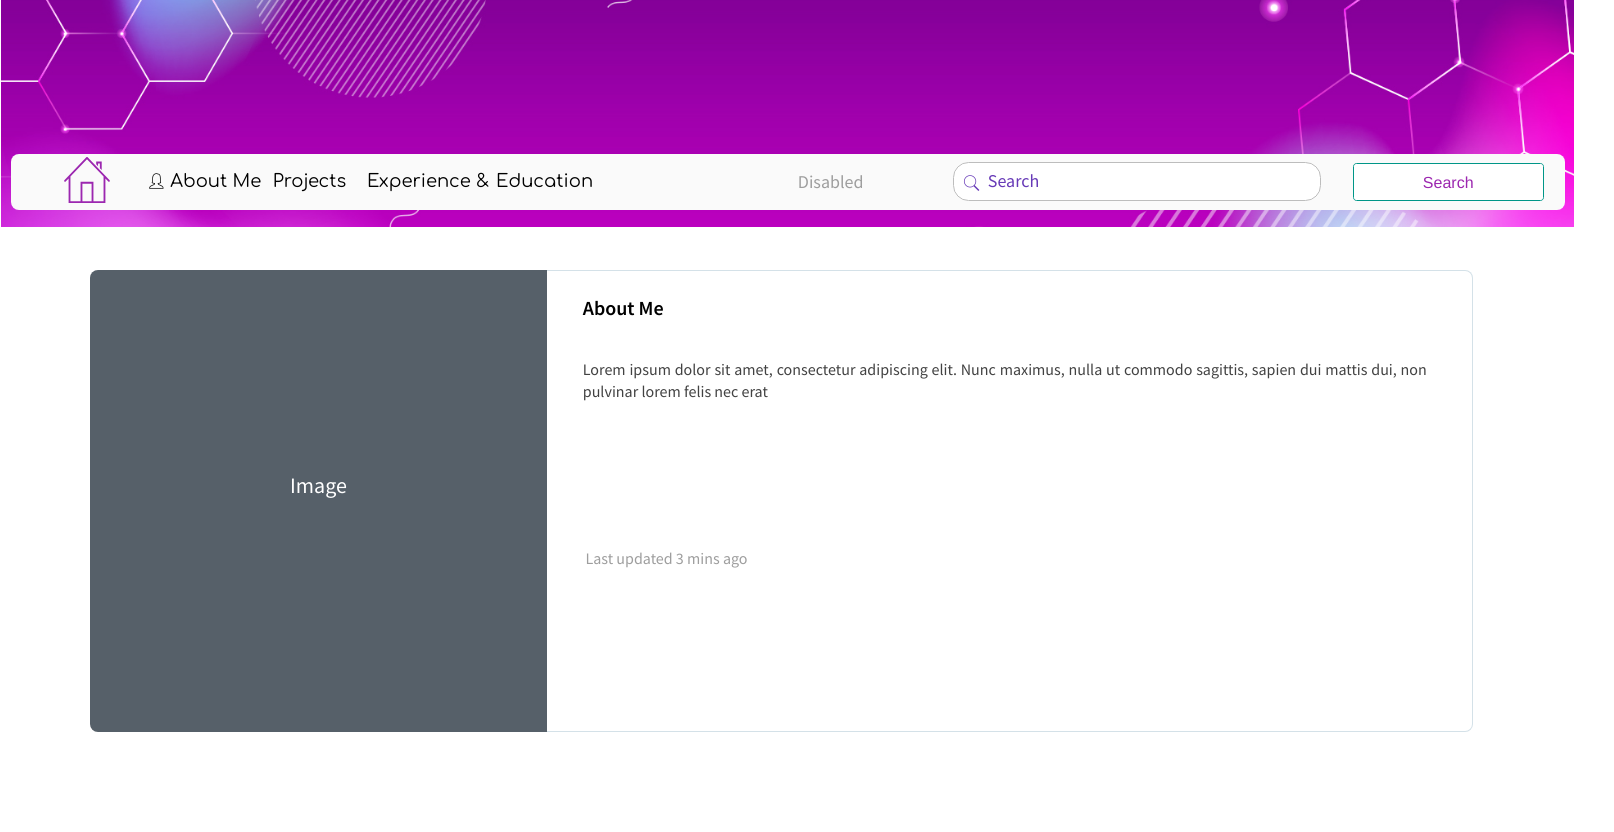 About Me Projects Experience & Education Disabled Search Search
About Me
Lorem ipsum dolor sit amet, consectetur adipiscing elit. Nunc maximus, nulla ut commodo sagittis, sapien dui mattis dui, non
pulvinar lorem felis nec erat
Image
Last updated 3 mins ago